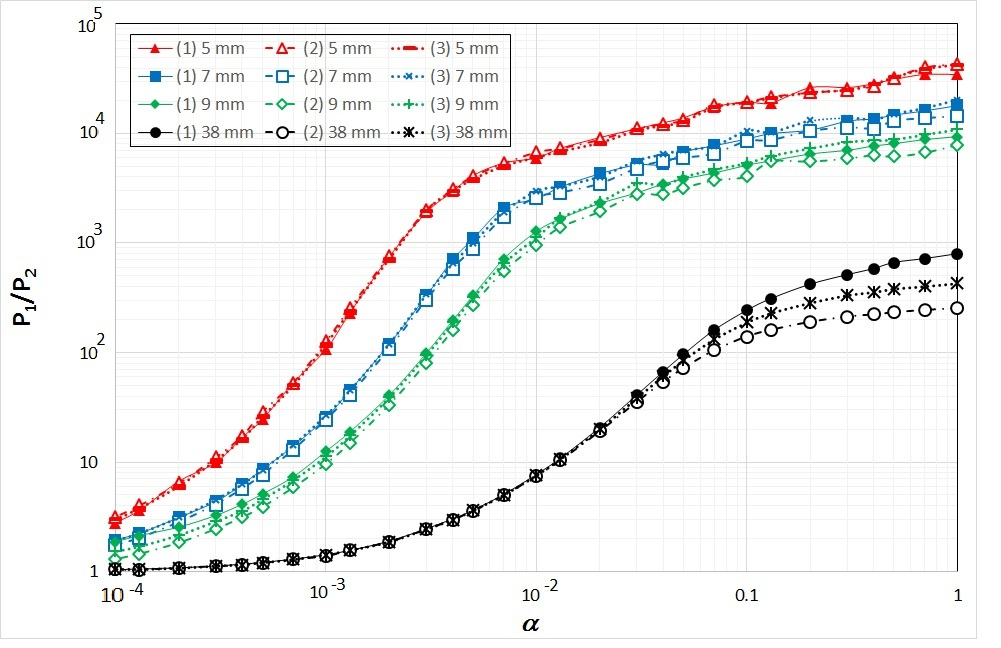 10^5
(1) 5 mm (2) 5 mm (3) 5 mm
(1) 7 mm (2) 7 mm (3) 7 mm
(1) 9 mm (2) 9 mm (3) 9 mm
(1) 38 mm (2) 38 mm (3) 38 mm
10^4
10^3
P₁/P₂
10^2
10
1
10^-4 10^-3 10^-2 0.1 1
α